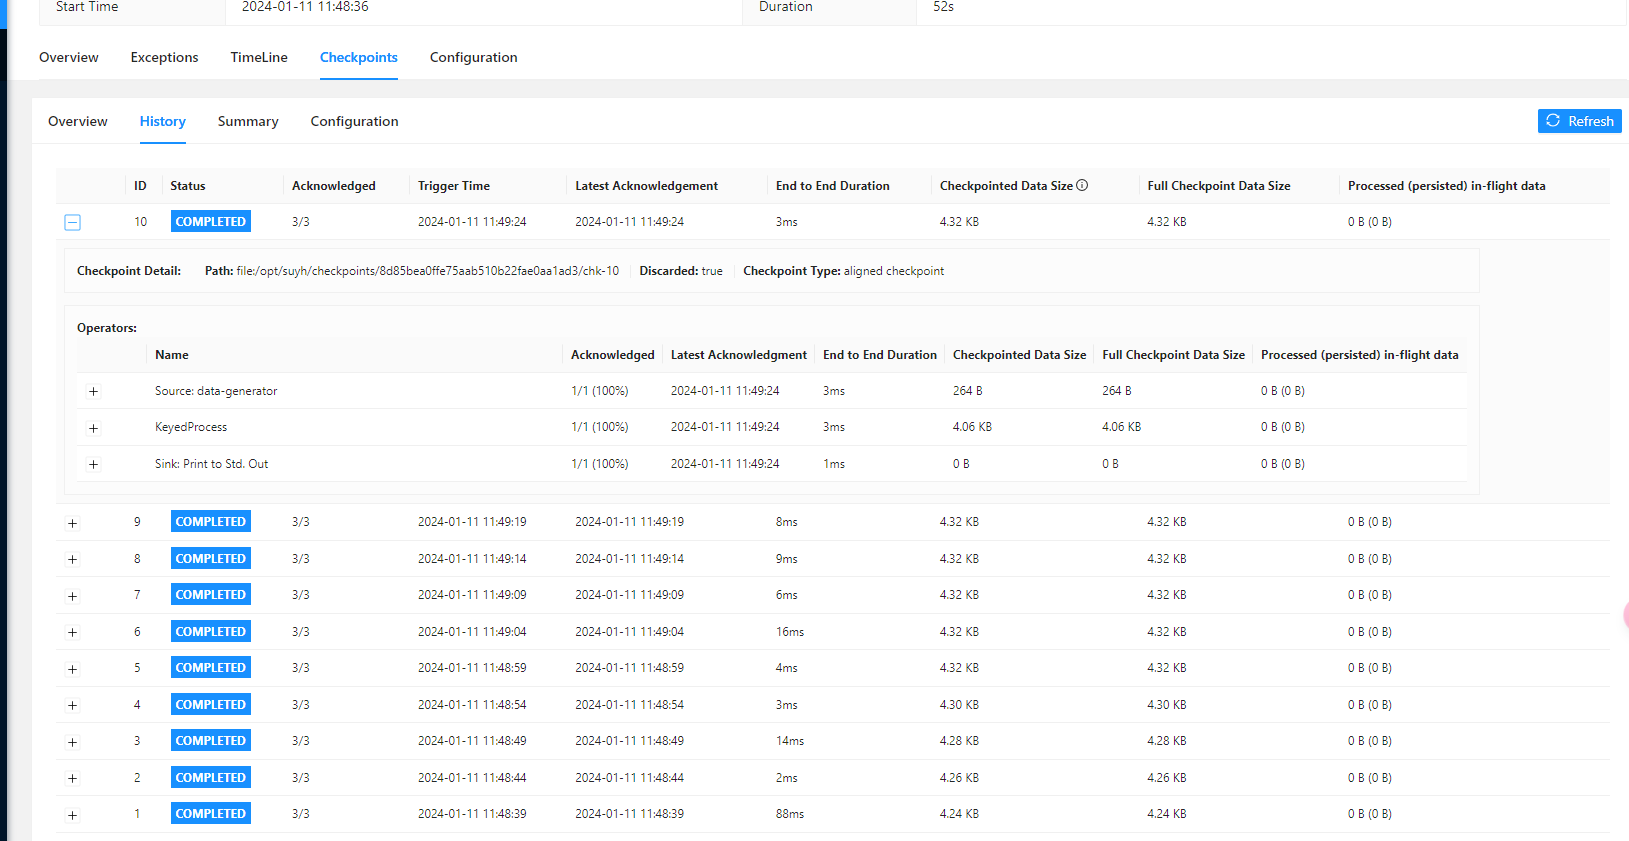 Start Time 2024-01-11 11:48:36 Duration 52s
Overview Exceptions TimeLine Checkpoints Configuration
Overview History Summary Configuration Refresh
ID Status Acknowledged Trigger Time Latest Acknowledgement End to End Duration Checkpointed Data Size Full Checkpoint Data Size Processed (persisted) in-flight data
10 COMPLETED 3/3 2024-01-11 11:49:24 2024-01-11 11:49:24 3ms 4.32 KB 4.32 KB 0 B (0 B)
Checkpoint Detail: Path: file:/opt/suyh/checkpoints/8d85bea0ffe75aab510b22fae0aa1ad3/chk-10 Discarded: true Checkpoint Type: aligned checkpoint
Operators:
Name Acknowledged Latest Acknowledgment End to End Duration Checkpointed Data Size Full Checkpoint Data Size Processed (persisted) in-flight data
Source: data-generator 1/1 (100%) 2024-01-11 11:49:24 3ms 264 B 264 B 0 B (0 B)
KeyedProcess 1/1 (100%) 2024-01-11 11:49:24 3ms 4.06 KB 4.06 KB 0 B (0 B)
Sink: Print to Std. Out 1/1 (100%) 2024-01-11 11:49:24 1ms 0 B 0 B 0 B (0 B)
9 COMPLETED 3/3 2024-01-11 11:49:19 2024-01-11 11:49:19 8ms 4.32 KB 4.32 KB 0 B (0 B)
8 COMPLETED 3/3 2024-01-11 11:49:14 2024-01-11 11:49:14 9ms 4.32 KB 4.32 KB 0 B (0 B)
7 COMPLETED 3/3 2024-01-11 11:49:09 2024-01-11 11:49:09 6ms 4.32 KB 4.32 KB 0 B (0 B)
6 COMPLETED 3/3 2024-01-11 11:49:04 2024-01-11 11:49:04 16ms 4.32 KB 4.32 KB 0 B (0 B)
5 COMPLETED 3/3 2024-01-11 11:48:59 2024-01-11 11:48:59 4ms 4.32 KB 4.32 KB 0 B (0 B)
4 COMPLETED 3/3 2024-01-11 11:48:54 2024-01-11 11:48:54 3ms 4.30 KB 4.30 KB 0 B (0 B)
3 COMPLETED 3/3 2024-01-11 11:48:49 2024-01-11 11:48:49 14ms 4.28 KB 4.28 KB 0 B (0 B)
2 COMPLETED 3/3 2024-01-11 11:48:44 2024-01-11 11:48:44 2ms 4.26 KB 4.26 KB 0 B (0 B)
1 COMPLETED 3/3 2024-01-11 11:48:39 2024-01-11 11:48:39 88ms 4.24 KB 4.24 KB 0 B (0 B)